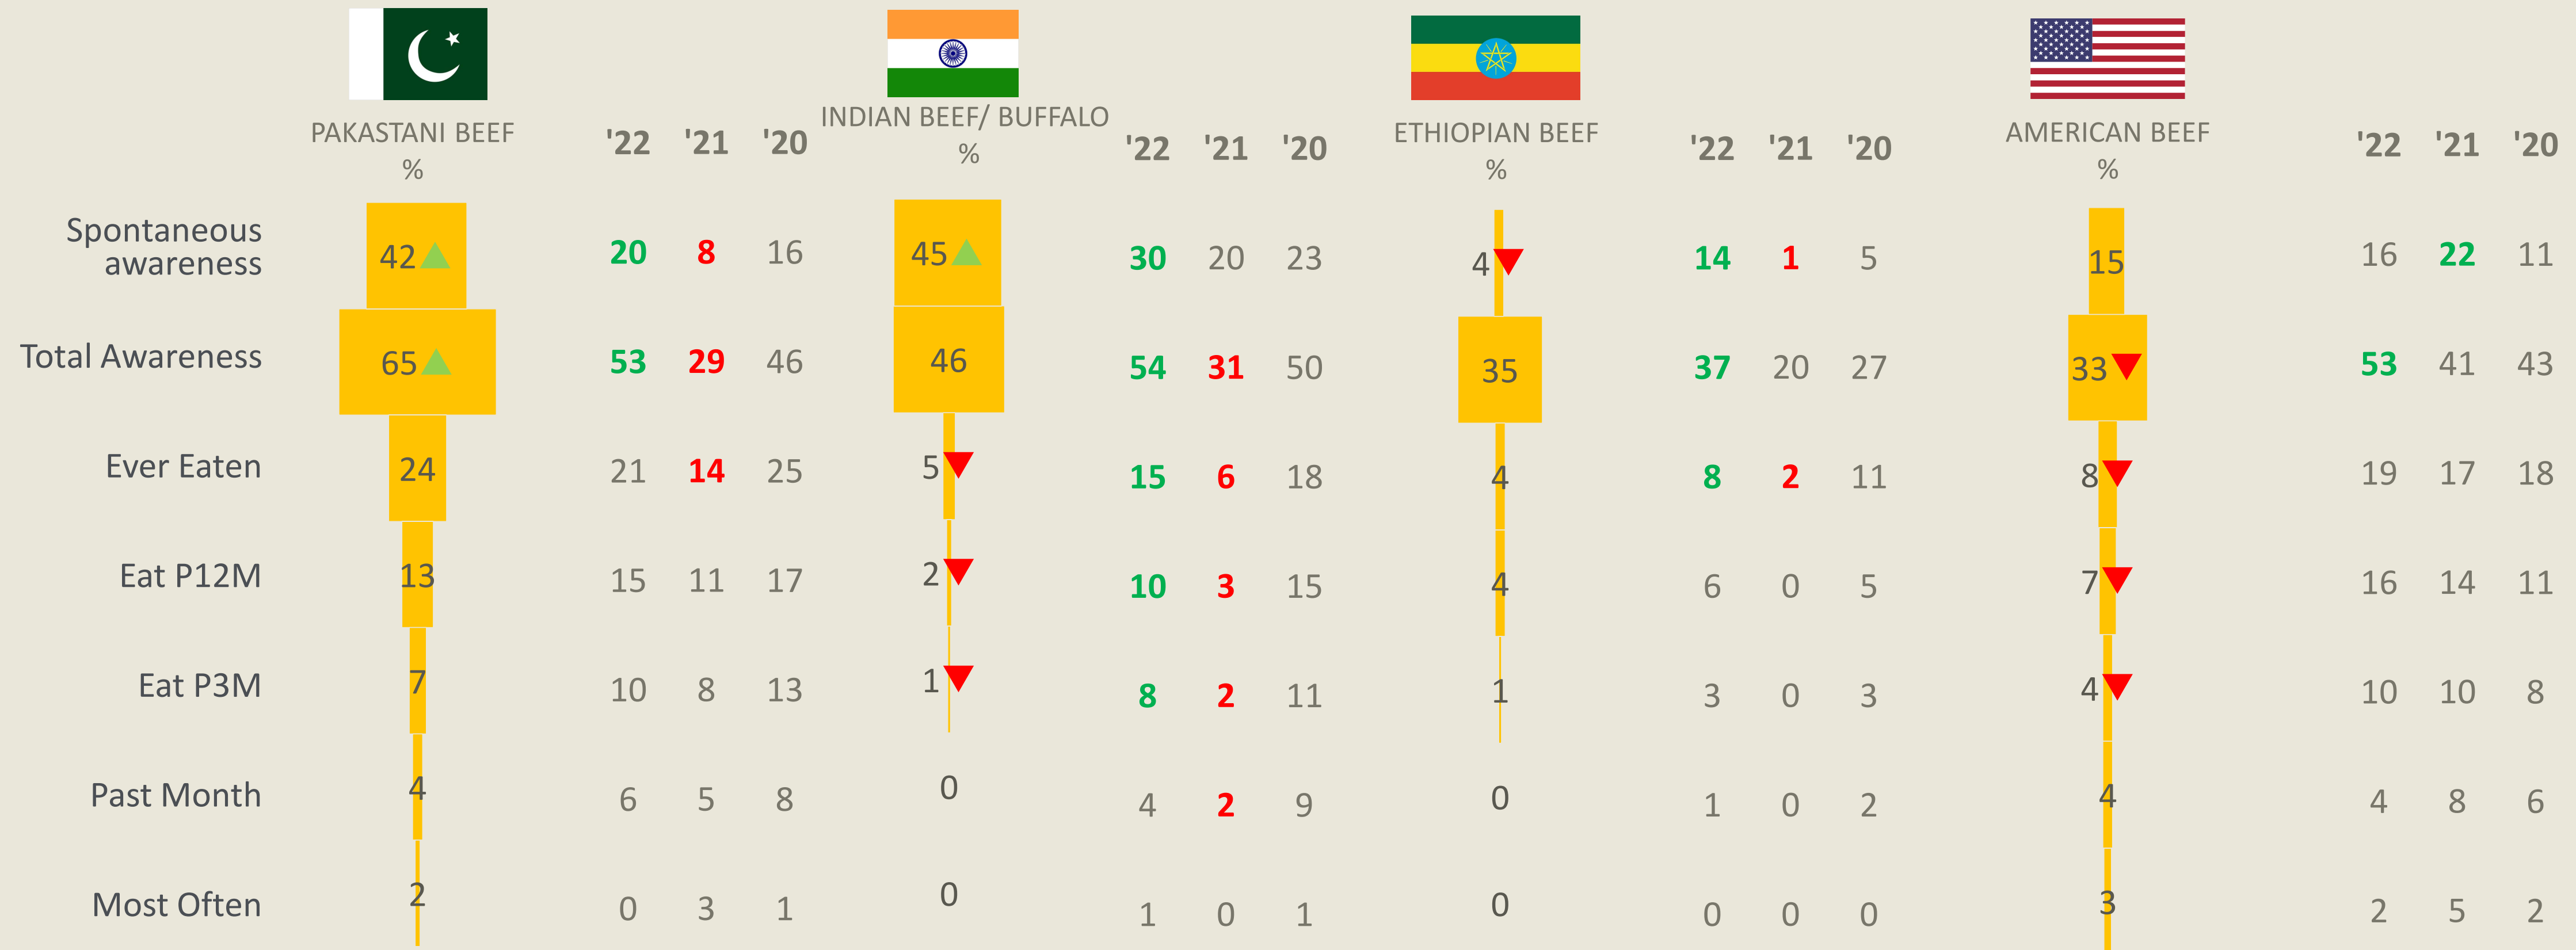 PAKASTANI BEEF
%
'22 '21 '20
INDIAN BEEF/ BUFFALO
%
'22 '21 '20
ETHIOPIAN BEEF
%
'22 '21 '20
AMERICAN BEEF
%
'22 '21 '20
Spontaneous
awareness
42 20 8 16 45 30 20 23 4 14 1 5 15 16 22 11
Total Awareness 65 53 29 46 46 54 31 50 35 37 20 27 33 53 41 43
Ever Eaten 24 21 14 25 5 15 6 18 4 8 2 11 8 19 17 18
Eat P12M 13 15 11 17 2 10 3 15 4 6 0 5 7 16 14 11
Eat P3M 7 10 8 13 1 8 2 11 1 3 0 3 4 10 10 8
Past Month 4 6 5 8 0 4 2 9 0 1 0 2 4 4 8 6
Most Often 2 0 3 1 0 1 0 1 0 0 0 0 3 2 5 2